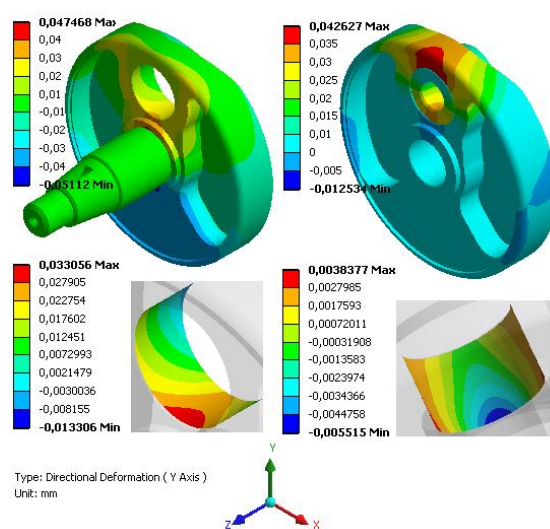 0,047468 Max
0,04
0,03
0,02
0,01
0
-0,01
-0,02
-0,03
-0,04
-0,05112 Min
0,042627 Max
0,035
0,03
0,025
0,02
0,015
0,01
0
-0,005
-0,012534 Min
0,033056 Max
0,027905
0,022754
0,017602
0,012451
0,0072993
0,0021479
-0,0030036
-0,008155
-0,013306 Min
0,0038377 Max
0,0027985
0,0017593
0,00072011
-0,00031908
-0,0013583
-0,0023974
-0,0034366
-0,0044758
-0,005515 Min
Type: Directional Deformation ( Y Axis )
Unit: mm
Y
Z
X